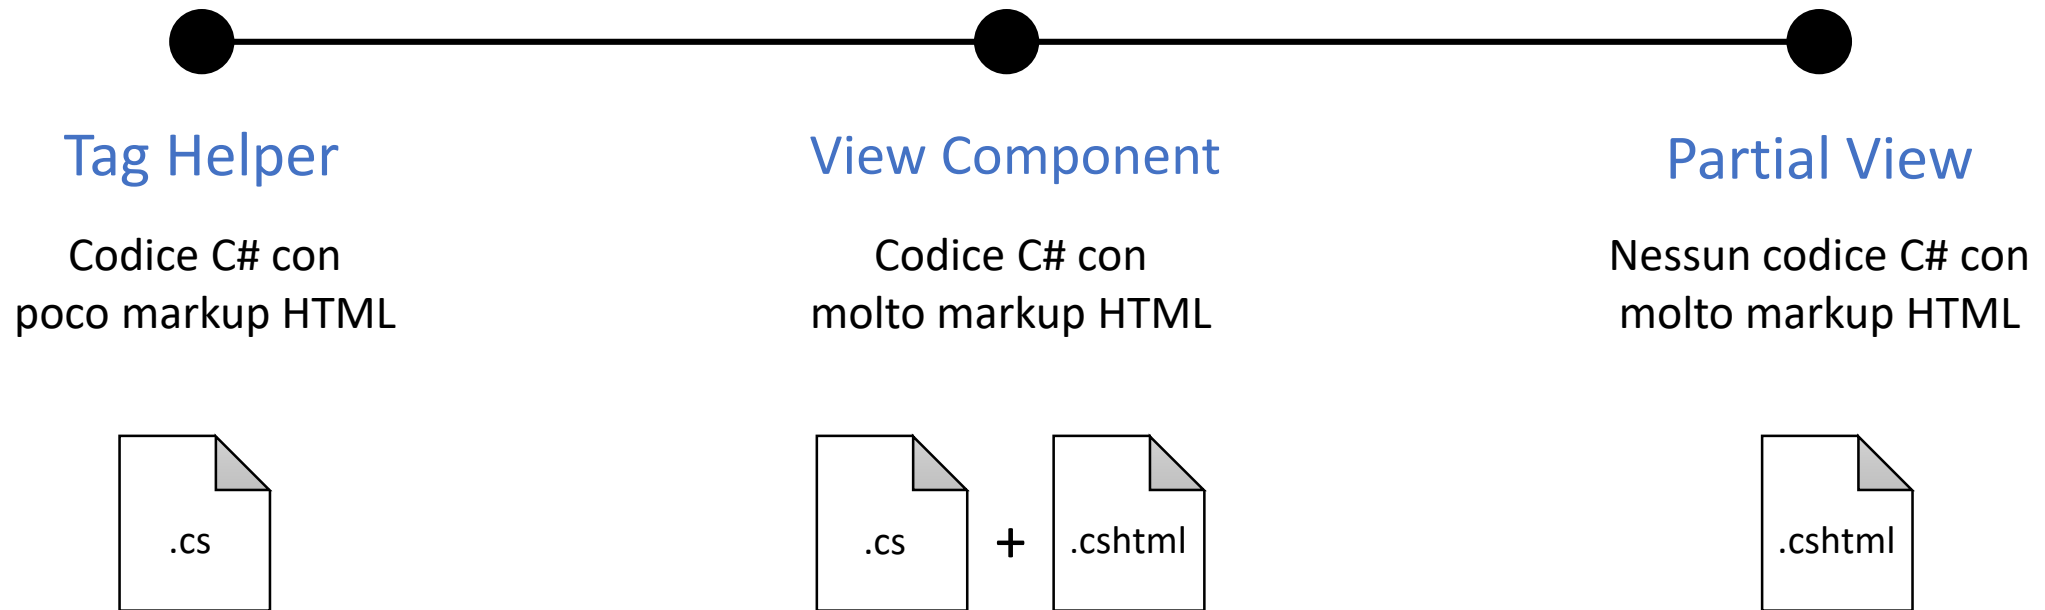 Tag Helper
Codice C# con
poco markup HTML
.cs
View Component
Codice C# con
molto markup HTML
.cs
+
.cshtml
Partial View
Nessun codice C# con
molto markup HTML
.cshtml